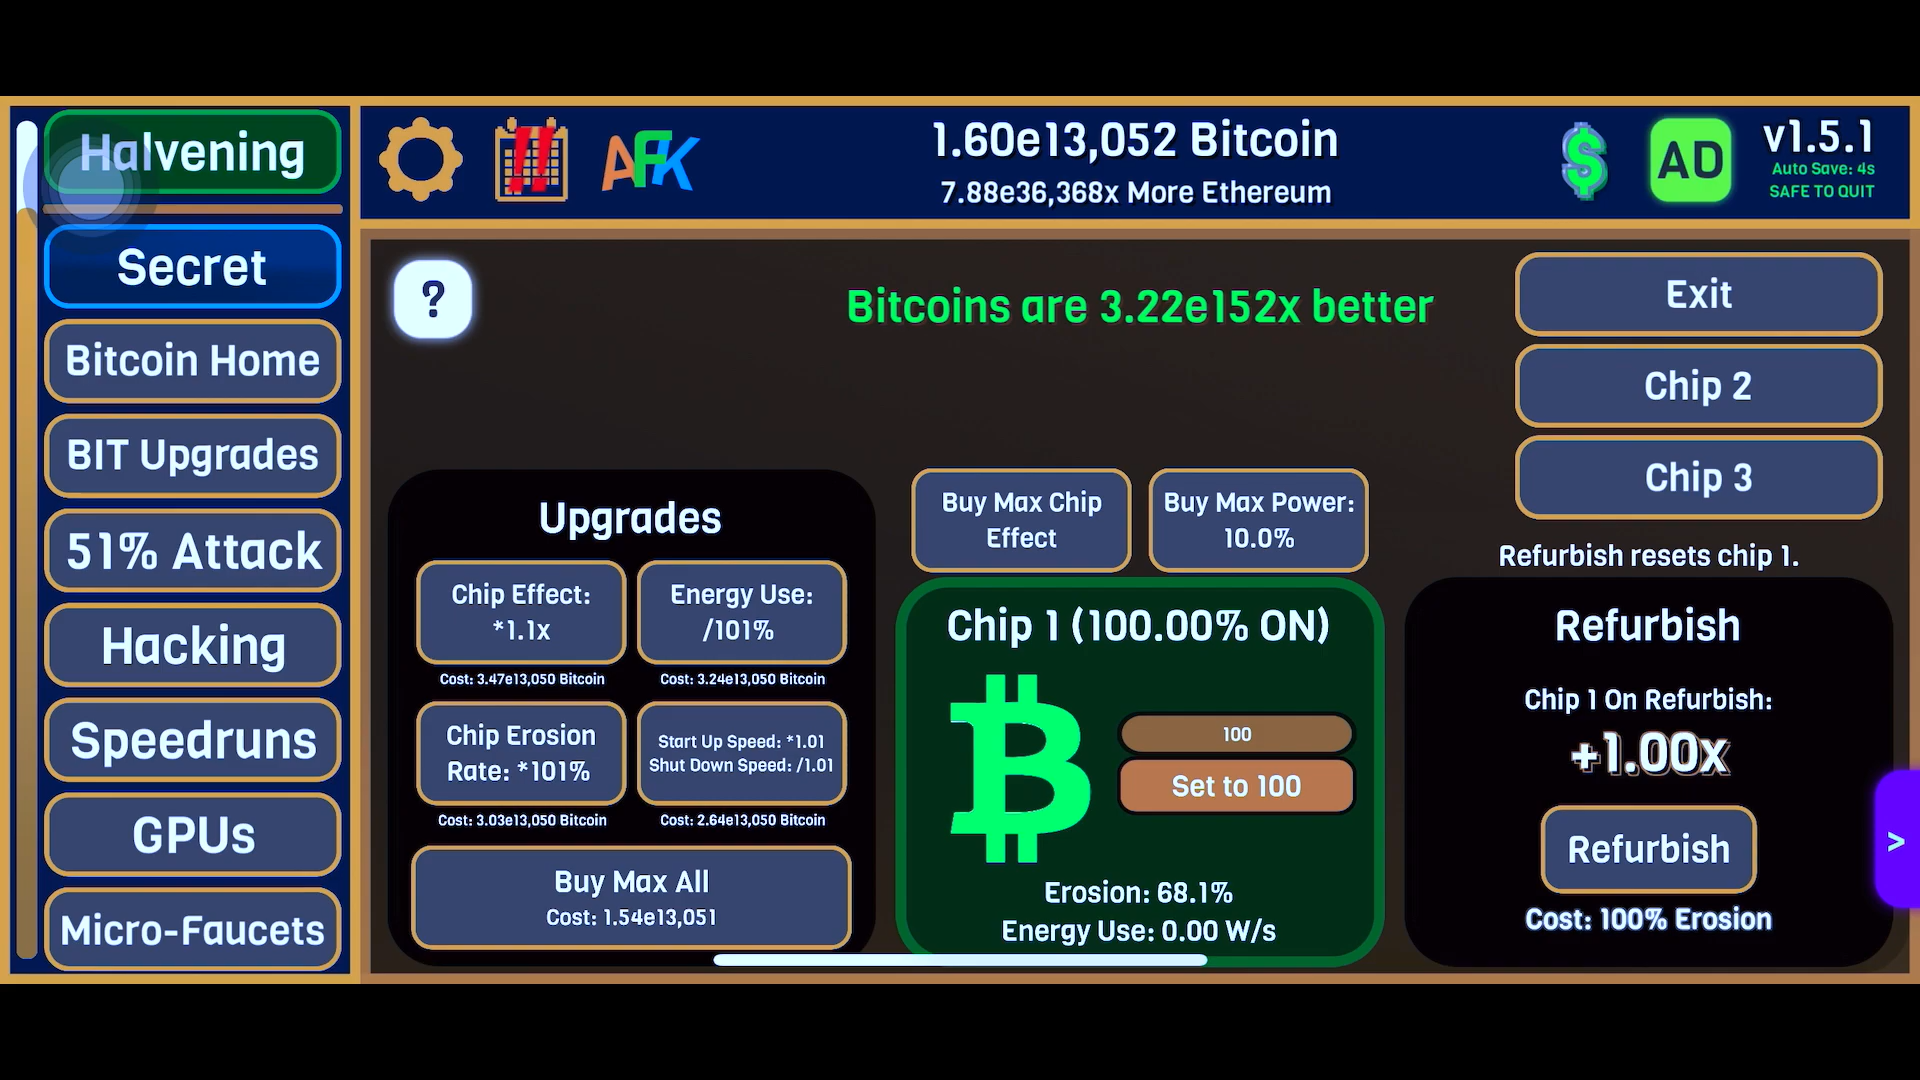 Halvening
Secret
Bitcoin Home
BIT Upgrades
51% Attack
Hacking
Speedruns
GPUs
Micro-Faucets
!!
AFK
1.60e13,052 Bitcoin
7.88e36,368x More Ethereum
$
AD
v1.5.1
Auto Save: 4s
SAFE TO QUIT
?
Bitcoins are 3.22e152x better
Exit
Chip 2
Chip 3
Upgrades
Chip Effect:
*1.1x
Cost: 3.47e13,050 Bitcoin
Energy Use:
/101%
Cost: 3.24e13,050 Bitcoin
Chip Erosion
Rate: *101%
Cost: 3.03e13,050 Bitcoin
Start Up Speed: *1.01
Shut Down Speed: /1.01
Cost: 2.64e13,050 Bitcoin
Buy Max All
Cost: 1.54e13,051
Buy Max Chip
Effect
Buy Max Power:
10.0%
Chip 1 (100.00% ON)
100
Set to 100
Erosion: 68.1%
Energy Use: 0.00 W/s
Refurbish resets chip 1.
Refurbish
Chip 1 On Refurbish:
+1.00x
Refurbish
Cost: 100% Erosion
>